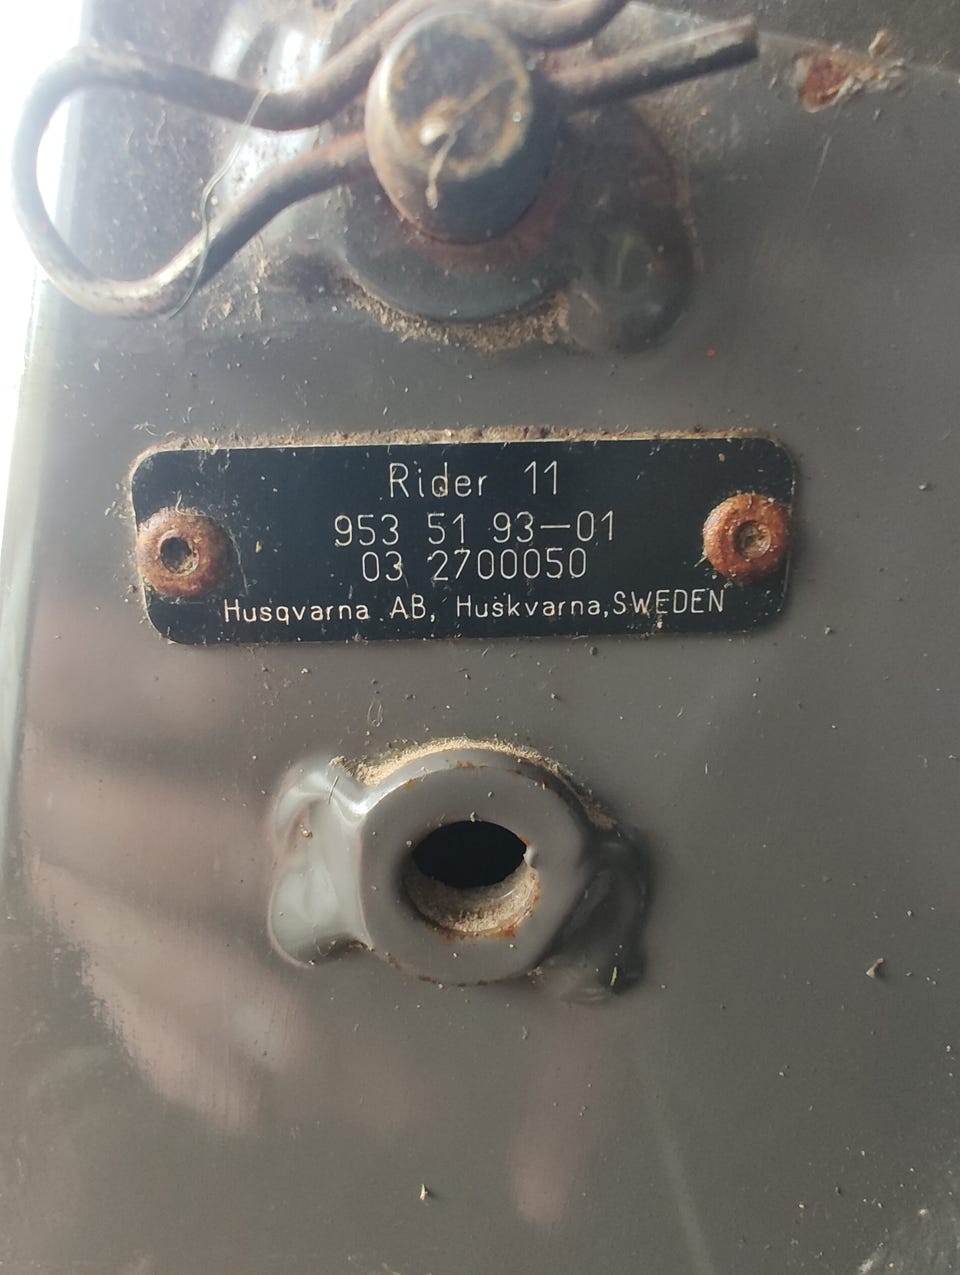 Rider 11
953 51 93-01
03 2700050
Husqvarna AB, Huskvarna, SWEDEN